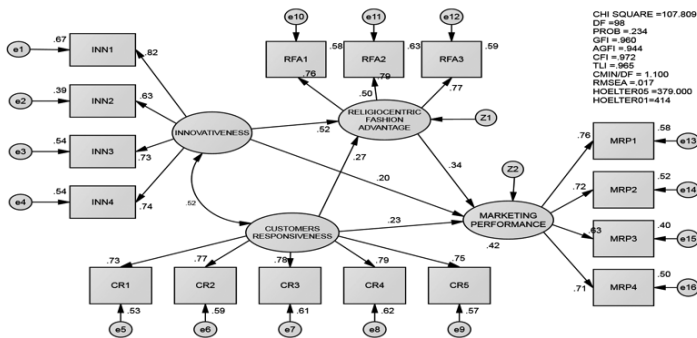 CHI SQUARE =107.809
DF =98
PROB =.234
GFI =.960
AGFI =.944
CFI =.972
TLI =.965
CMIN/DF = 1.100
RMSEA =.017
HOELTER05 =379.000
HOELTER01=414
e10
e11
e12
.58
.63
.59
RFA1
RFA2
RFA3
.76
.79
.77
.50
RELIGIOCENTRIC
FASHION
ADVANTAGE
Z1
e1
.67
INN1
.82
e2
.39
INN2
.63
e3
.54
INN3
.73
e4
.54
INN4
.74
INNOVATIVENESS
.52
.27
.34
.20
.52
.23
CUSTOMERS
RESPONSIVENESS
Z2
MARKETING
PERFORMANCE
.42
.76
.58
MRP1
e13
.72
.52
MRP2
e14
.63
.40
MRP3
e15
.71
.50
MRP4
e16
.73
.77
.78
.79
.75
CR1
CR2
CR3
CR4
CR5
.53
.59
.61
.62
.57
e5
e6
e7
e8
e9